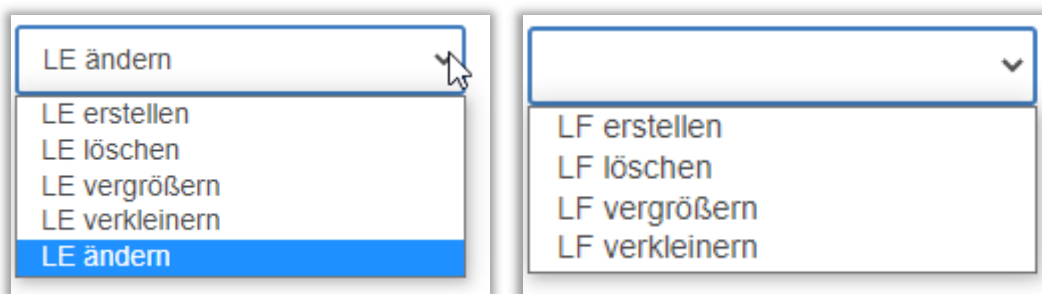 LE ändern
LE erstellen
LE löschen
LE vergrößern
LE verkleinern
LE ändern
LF erstellen
LF löschen
LF vergrößern
LF verkleinern